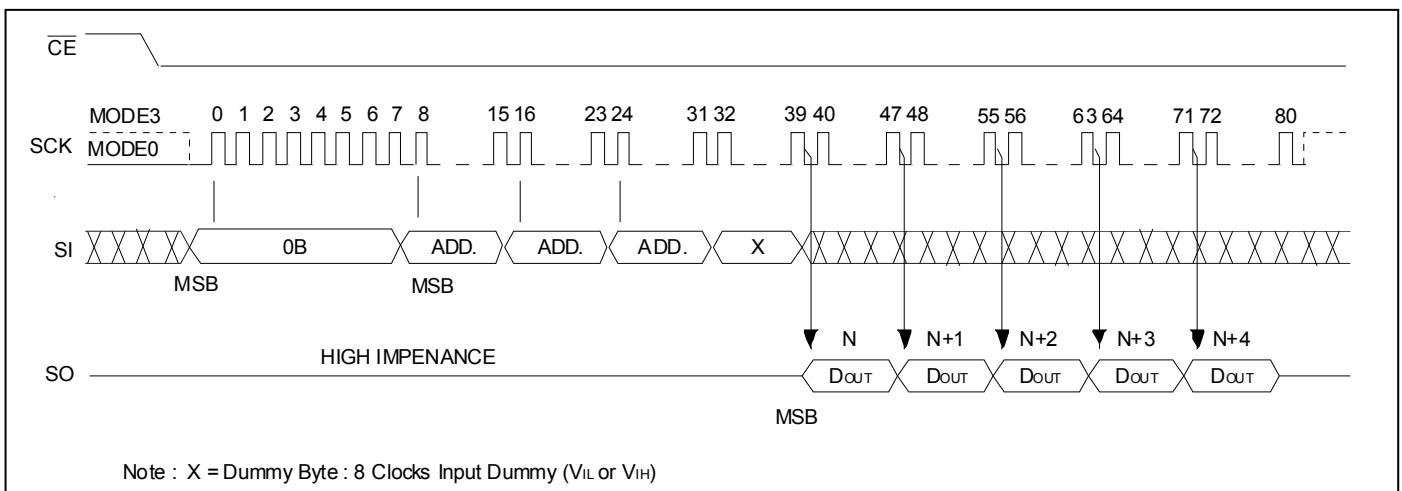 CE
MODE3 0 1 2 3 4 5 6 7 8 15 16 23 24 31 32 39 40 47 48 55 56 63 64 71 72 80
SCK MODE0
SI 0B ADD. ADD. ADD. X
MSB MSB
N N+1 N+2 N+3 N+4
HIGH IMPENANCE
SO DOUT DOUT DOUT DOUT DOUT
MSB
Note : X = Dummy Byte : 8 Clocks Input Dummy (VIL or VIH)